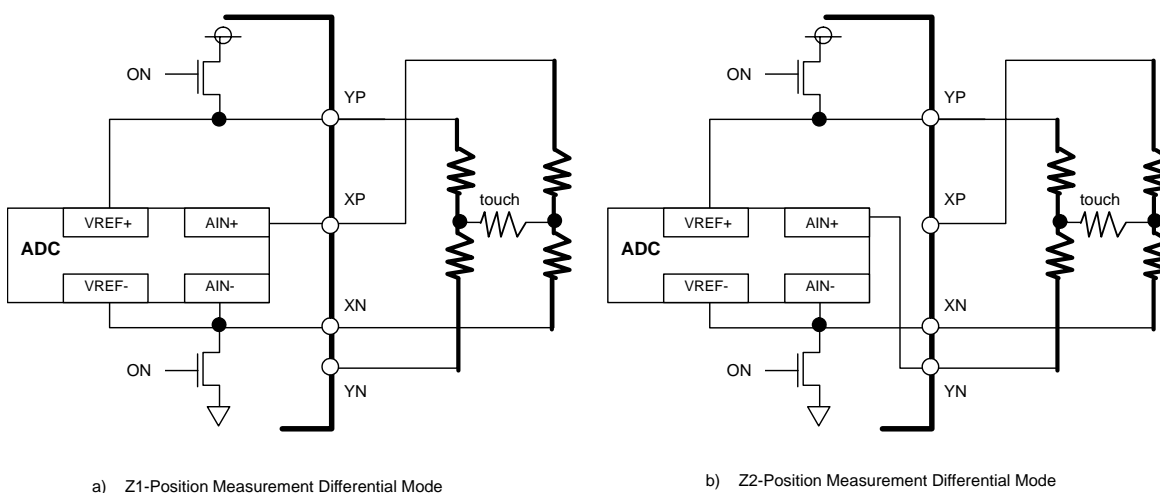 ON
YP
XP
touch
VREF+
AIN+
ADC
VREF-
AIN-
XN
ON
YN
a) Z1-Position Measurement Differential Mode
ON
YP
XP
touch
VREF+
AIN+
ADC
VREF-
AIN-
XN
ON
YN
b) Z2-Position Measurement Differential Mode